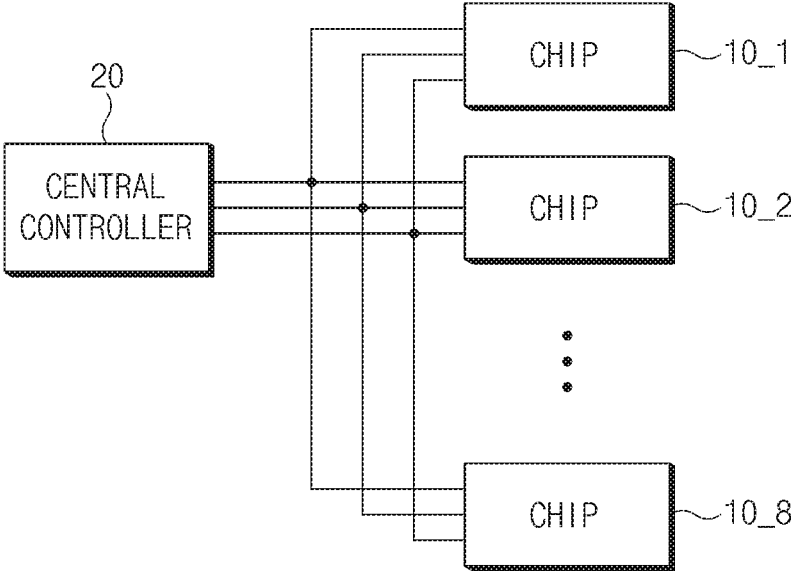 CHIP
10_1
20
CENTRAL
CONTROLLER
CHIP
10_2
CHIP
10_8